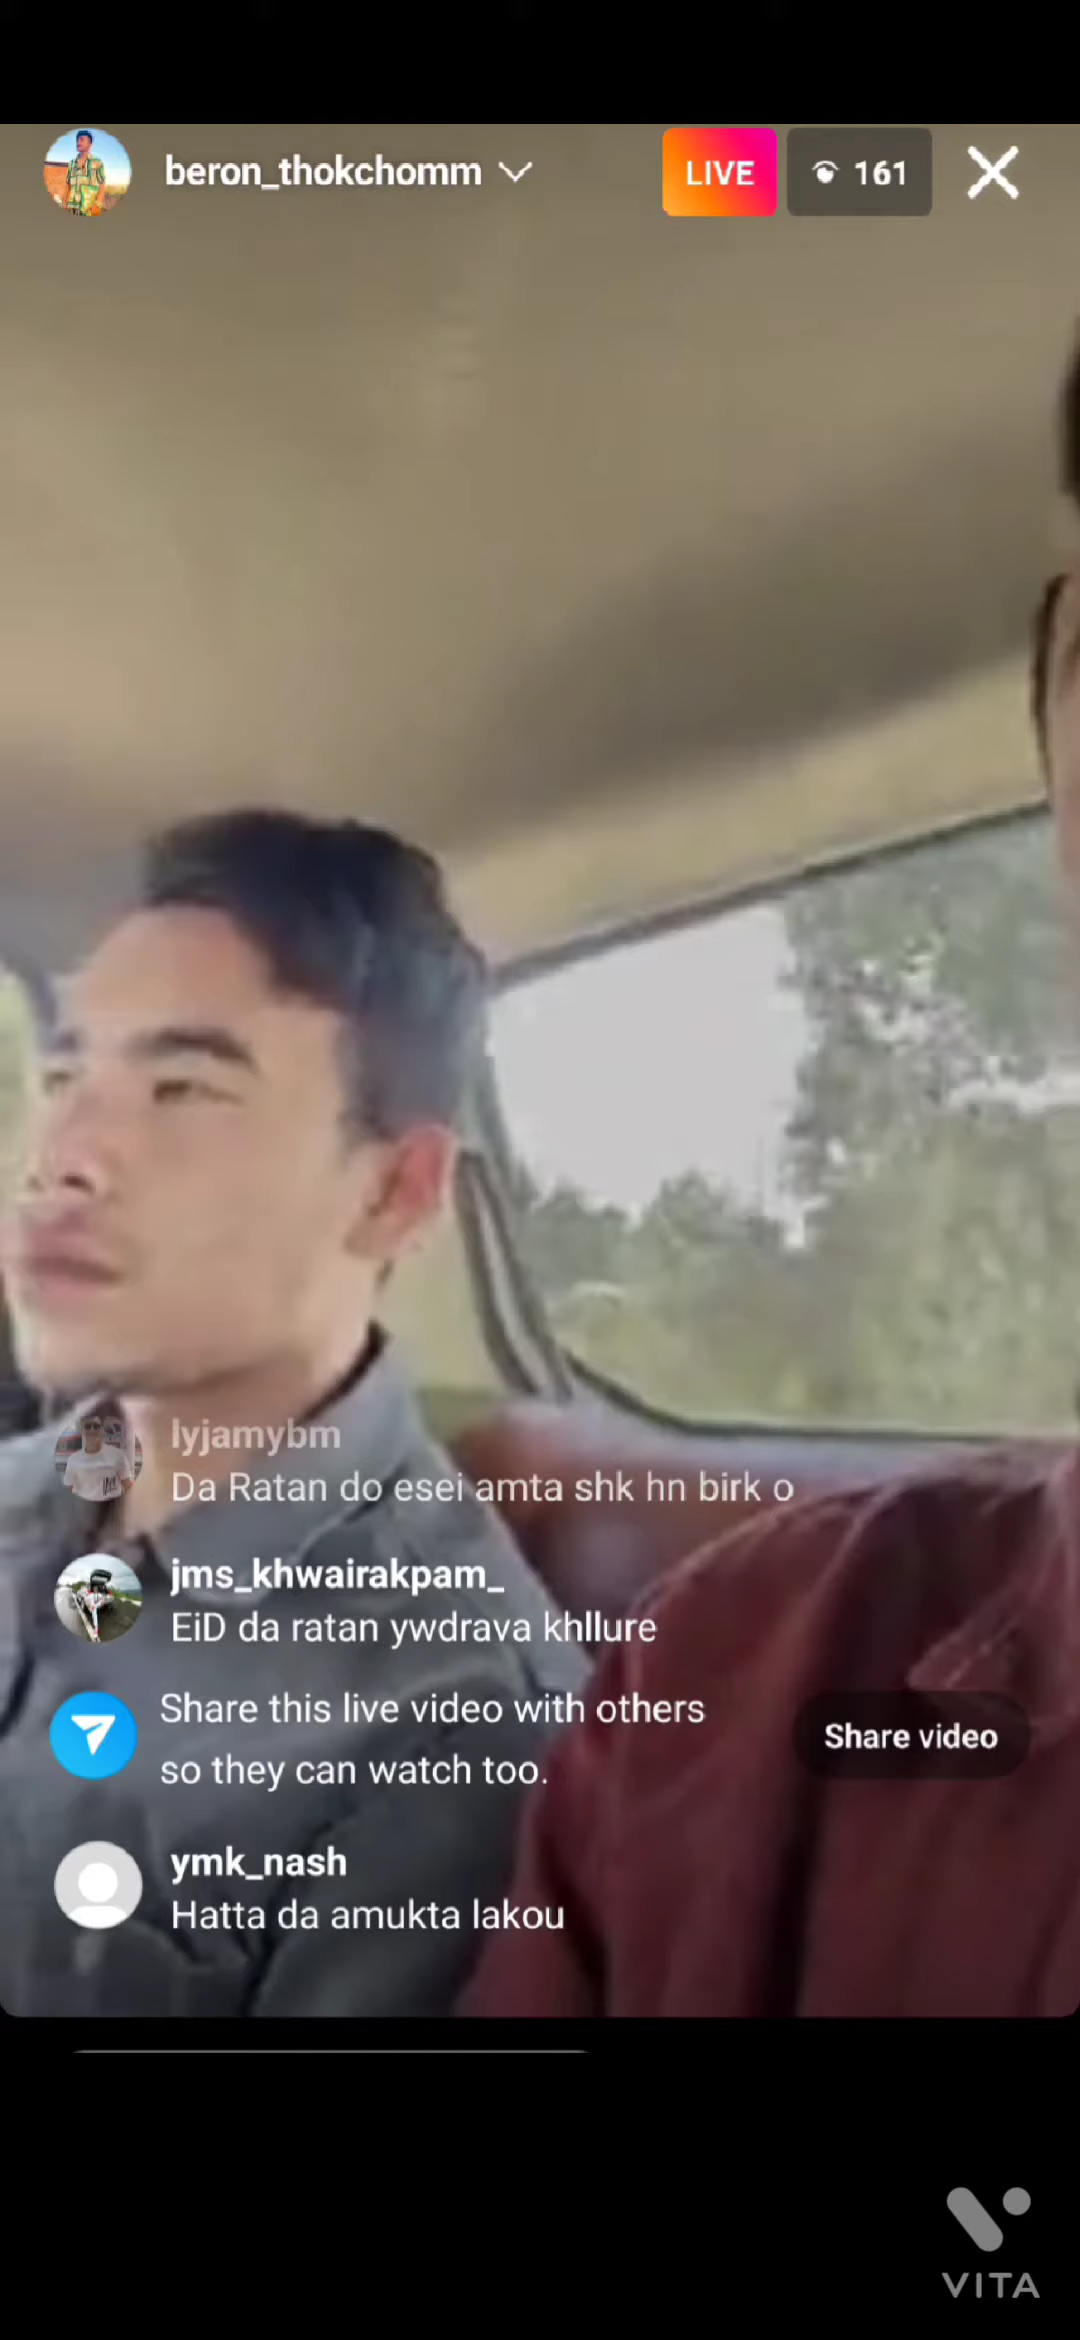 beron_thokchomm
LIVE
161
lyjamybm
Da Ratan do esei amta shk hn birk o
jms_khwairakpam_
EiD da ratan ywdrava khllure
Share this live video with others
so they can watch too.
Share video
ymk_nash
Hatta da amukta lakou
VITA